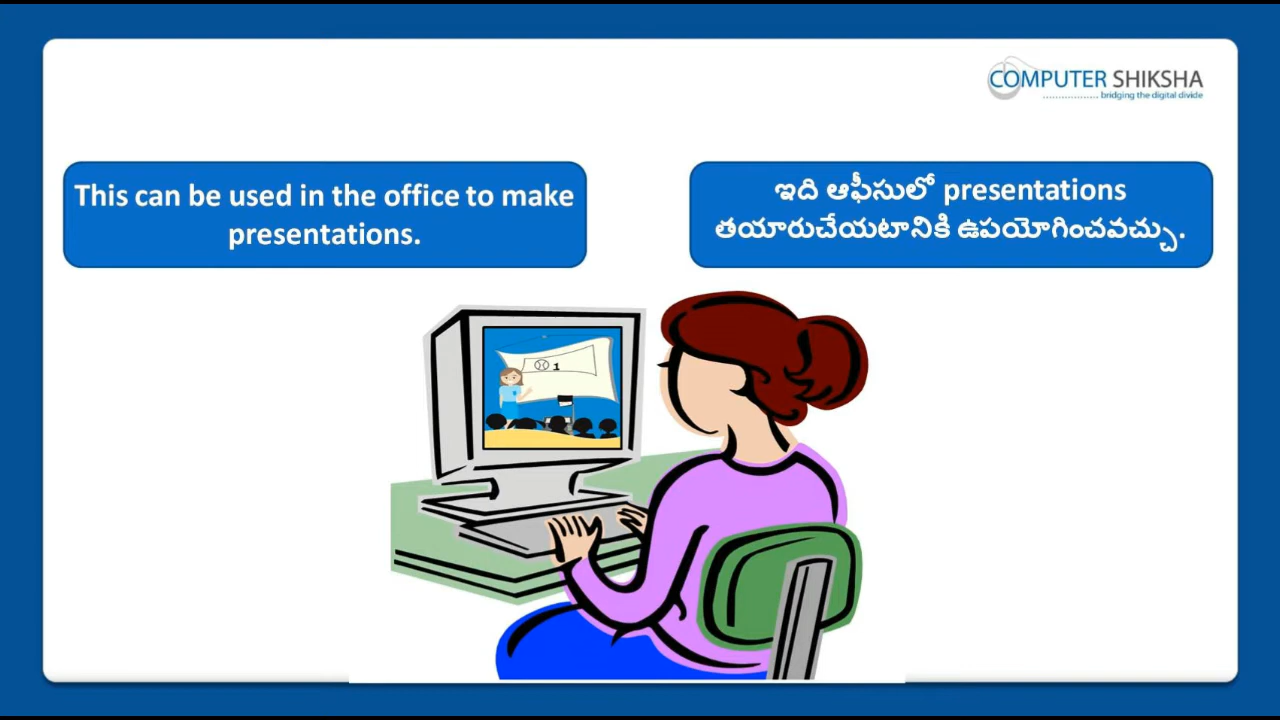 COMPUTER SHIKSHA
bridging the digital divide
This can be used in the office to make
presentations.
ఇది ఆఫీసులో presentations
తయారుచేయటానికి ఉపయోగించవచ్చు.
1